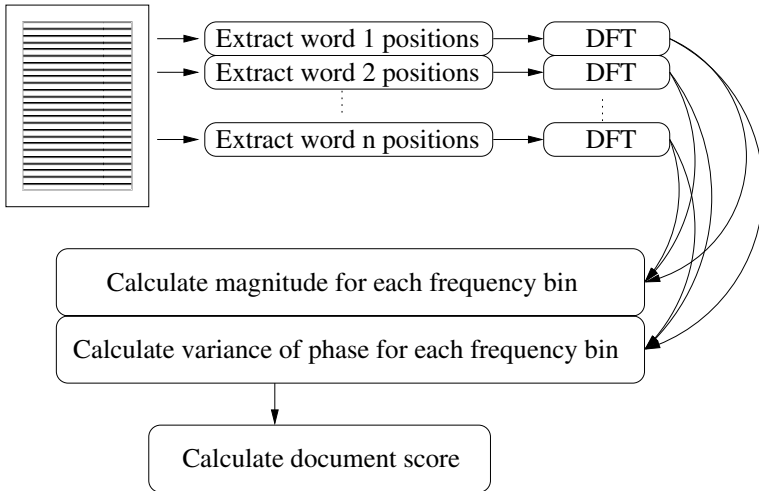 Extract word 1 positions DFT
Extract word 2 positions DFT
Extract word n positions DFT
Calculate magnitude for each frequency bin
Calculate variance of phase for each frequency bin
Calculate document score